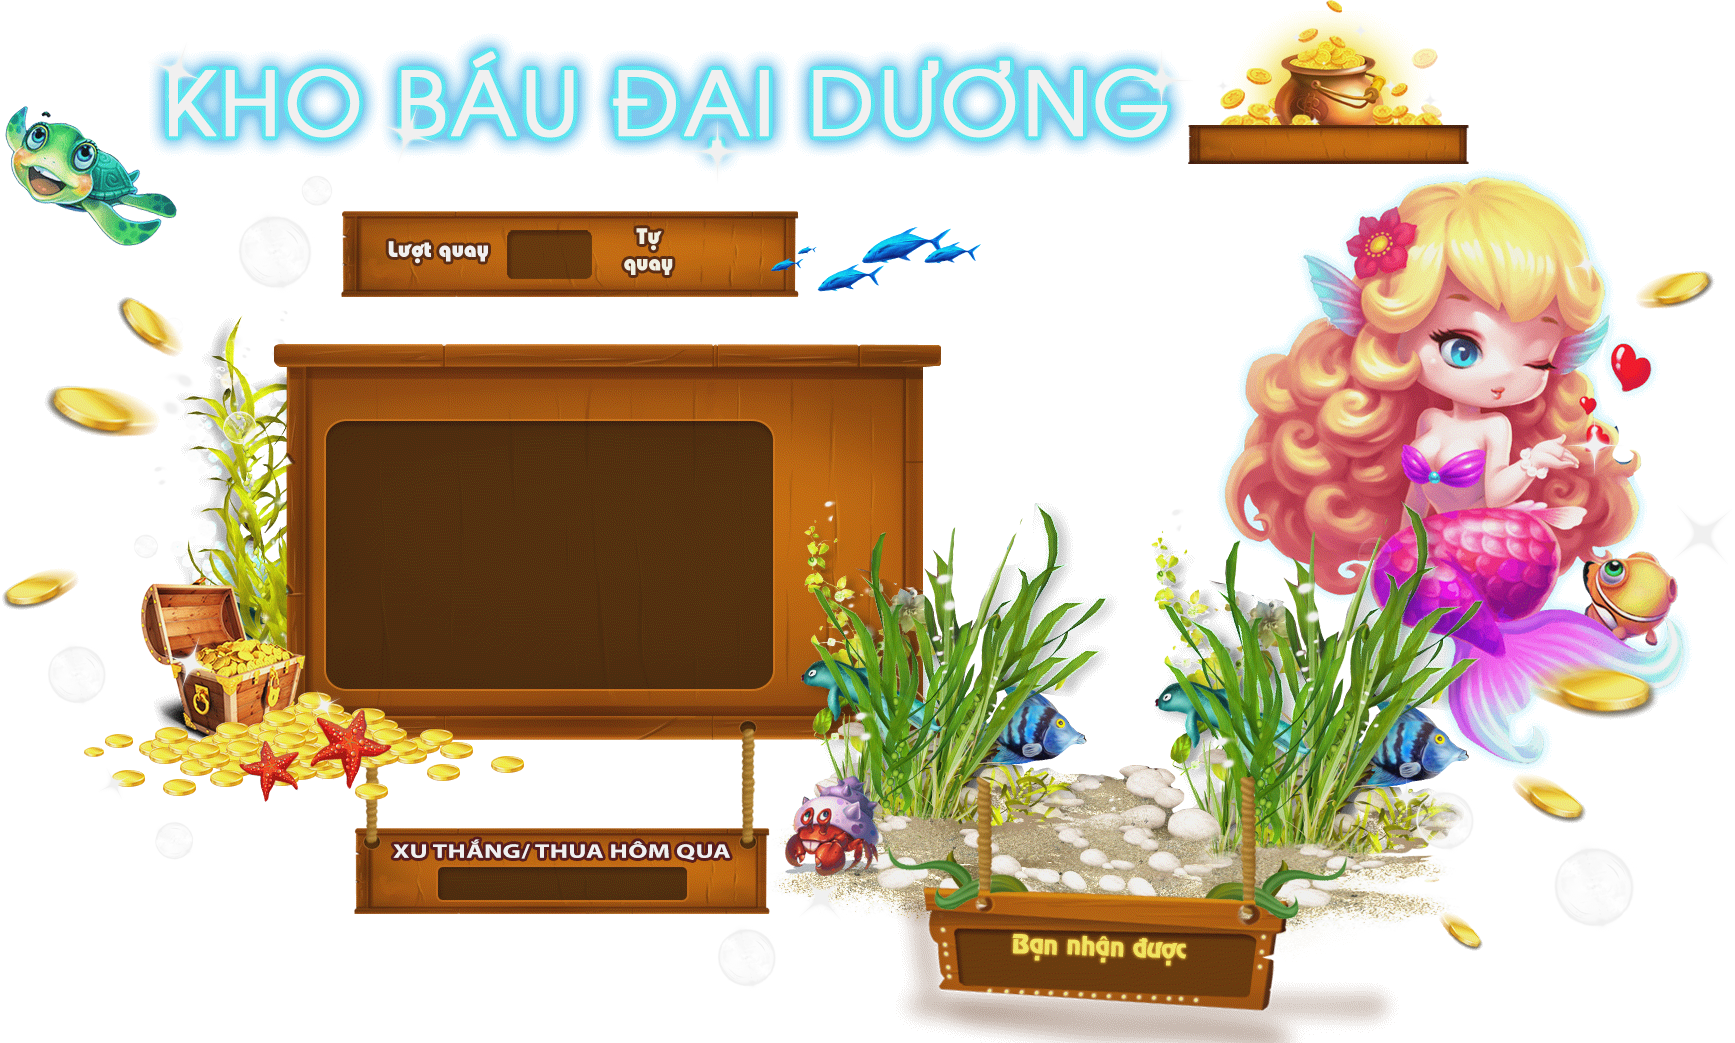 KHO BÁU ĐẠI DƯƠNG
Lượt quay
Tự
quay
XU THẮNG/ THUA HÔM QUA
Bạn nhận được